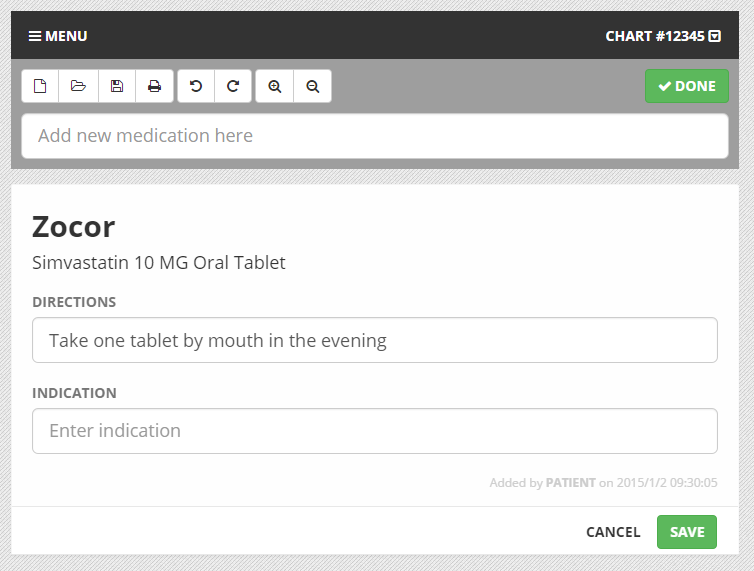 MENU
CHART #12345
DONE
Add new medication here
Zocor
Simvastatin 10 MG Oral Tablet
DIRECTIONS
Take one tablet by mouth in the evening
INDICATION
Enter indication
Added by PATIENT on 2015/1/2 09:30:05
CANCEL
SAVE